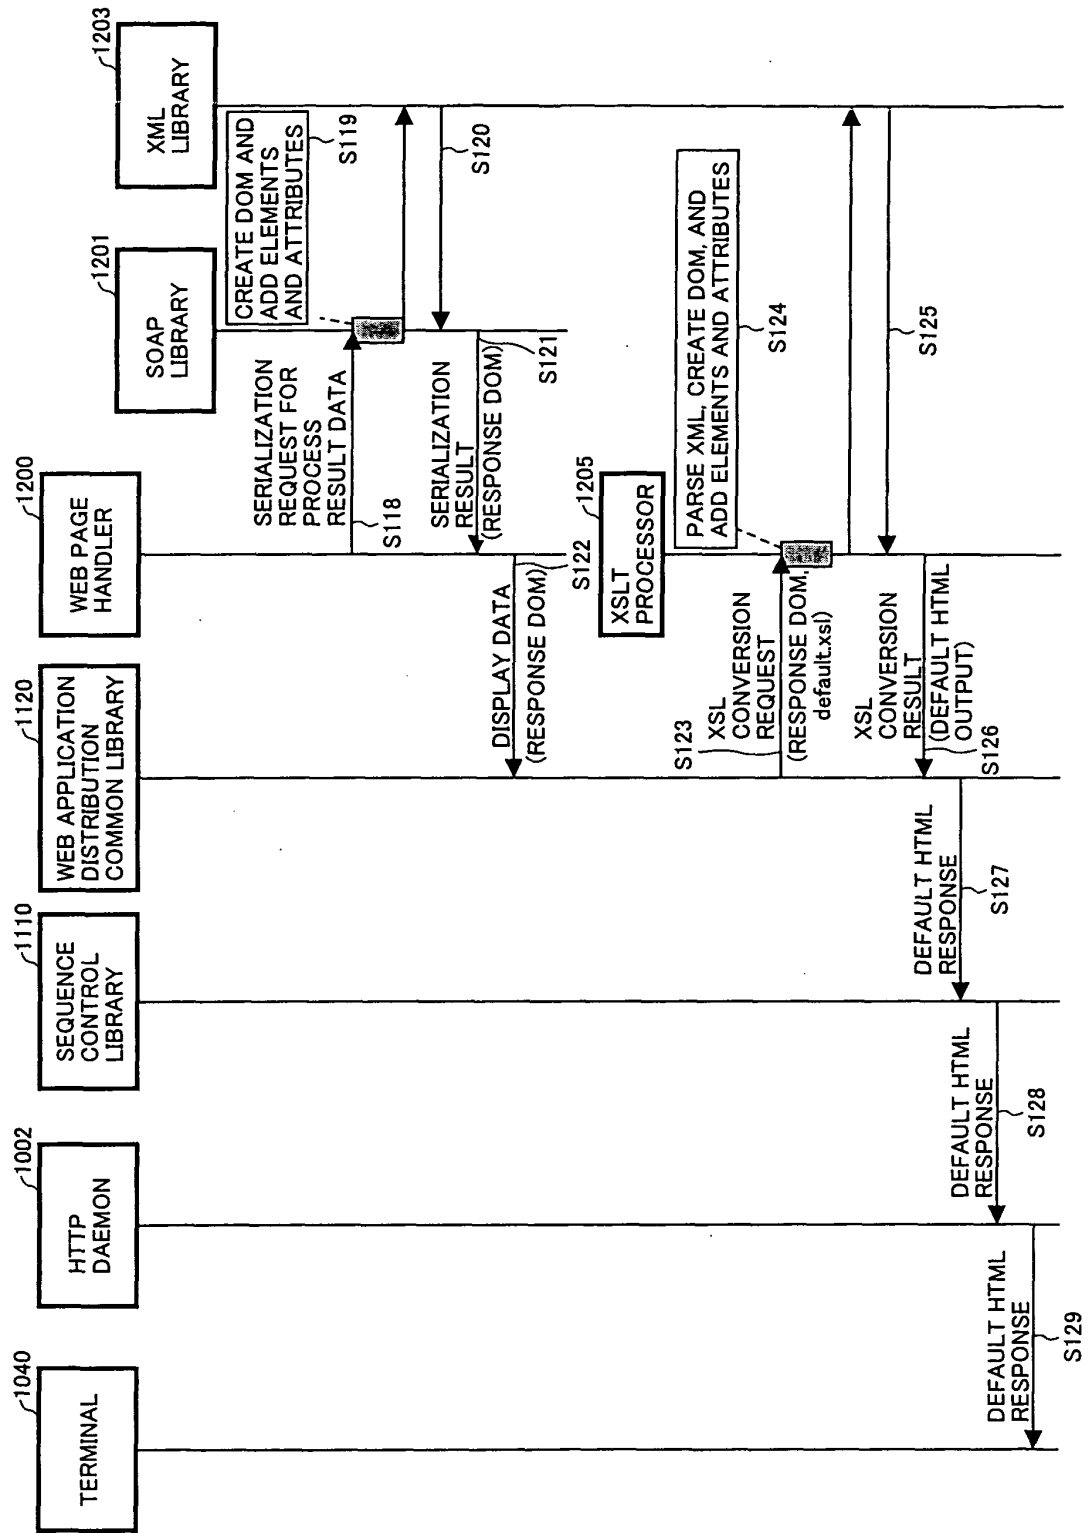 1040
TERMINAL
1002
HTTP
DAEMON
1110
SEQUENCE
CONTROL
LIBRARY
1120
WEB APPLICATION
DISTRIBUTION
COMMON LIBRARY
1200
WEB PAGE
HANDLER
1201
SOAP
LIBRARY
1203
XML
LIBRARY
SERIALIZATION
REQUEST FOR
PROCESS
RESULT DATA
S118
CREATE DOM AND
ADD ELEMENTS
AND ATTRIBUTES
S119
S120
SERIALIZATION
RESULT
(RESPONSE DOM)
S121
DISPLAY DATA
(RESPONSE DOM)
S122
1205
XSLT
PROCESSOR
S123
XSL
CONVERSION
REQUEST
(RESPONSE DOM,
default.xsl)
PARSE XML, CREATE DOM, AND
ADD ELEMENTS AND ATTRIBUTES
S124
S125
XSL
CONVERSION
RESULT
(DEFAULT HTML
OUTPUT)
S126
DEFAULT HTML
RESPONSE
S127
DEFAULT HTML
RESPONSE
S128
DEFAULT HTML
RESPONSE
S129